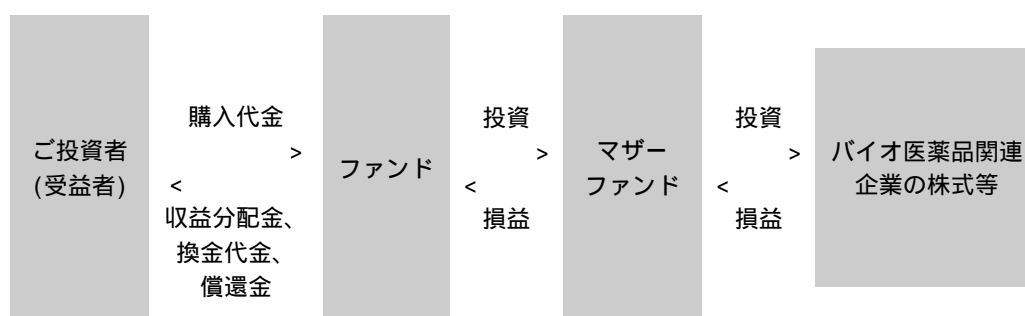 ご投資者
(受益者)
購入代金
>
<
収益分配金、
換金代金、
償還金
ファンド
投資
>
<
損益
マザー
ファンド
投資
>
<
損益
バイオ医薬品関連
企業の株式等